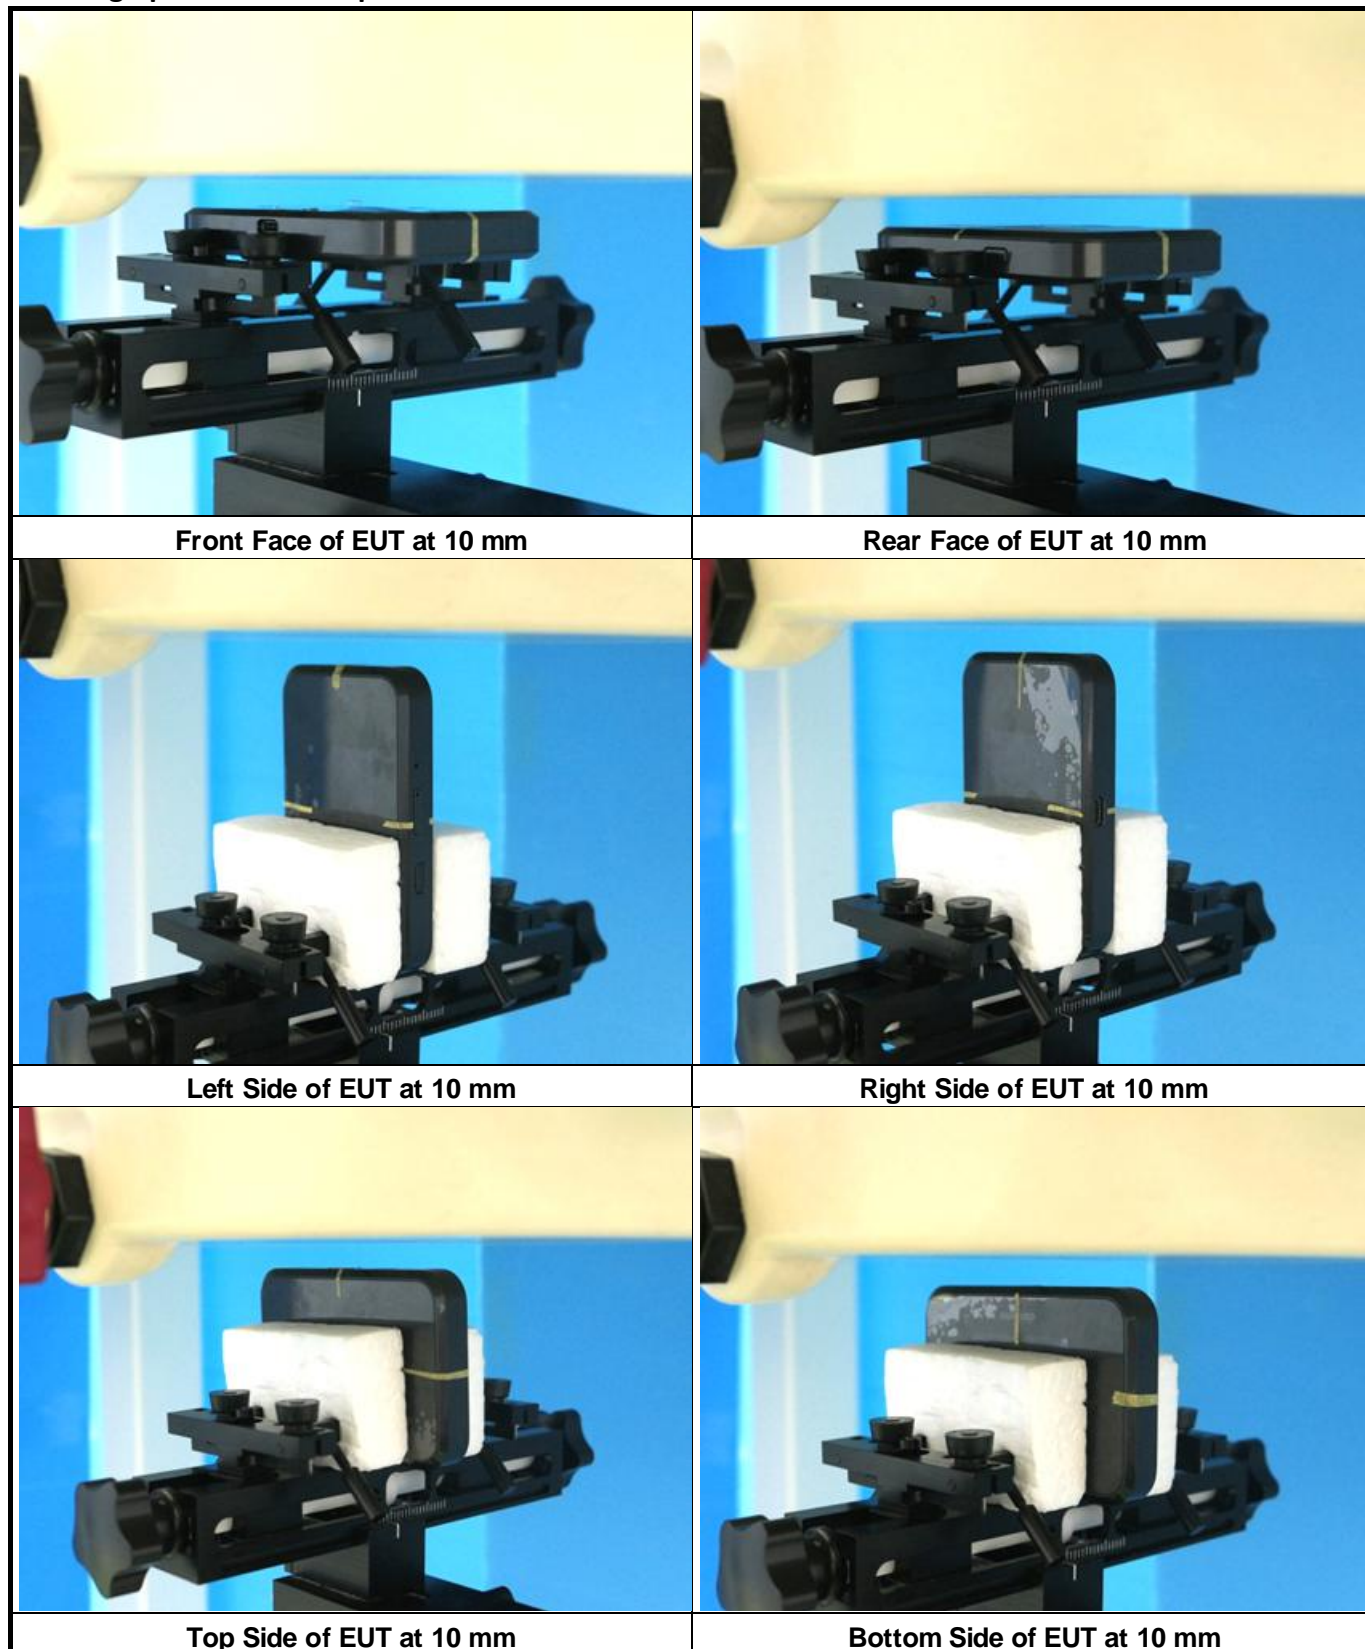 Front Face of EUT at 10 mm
Rear Face of EUT at 10 mm
Left Side of EUT at 10 mm
Right Side of EUT at 10 mm
Top Side of EUT at 10 mm
Bottom Side of EUT at 10 mm